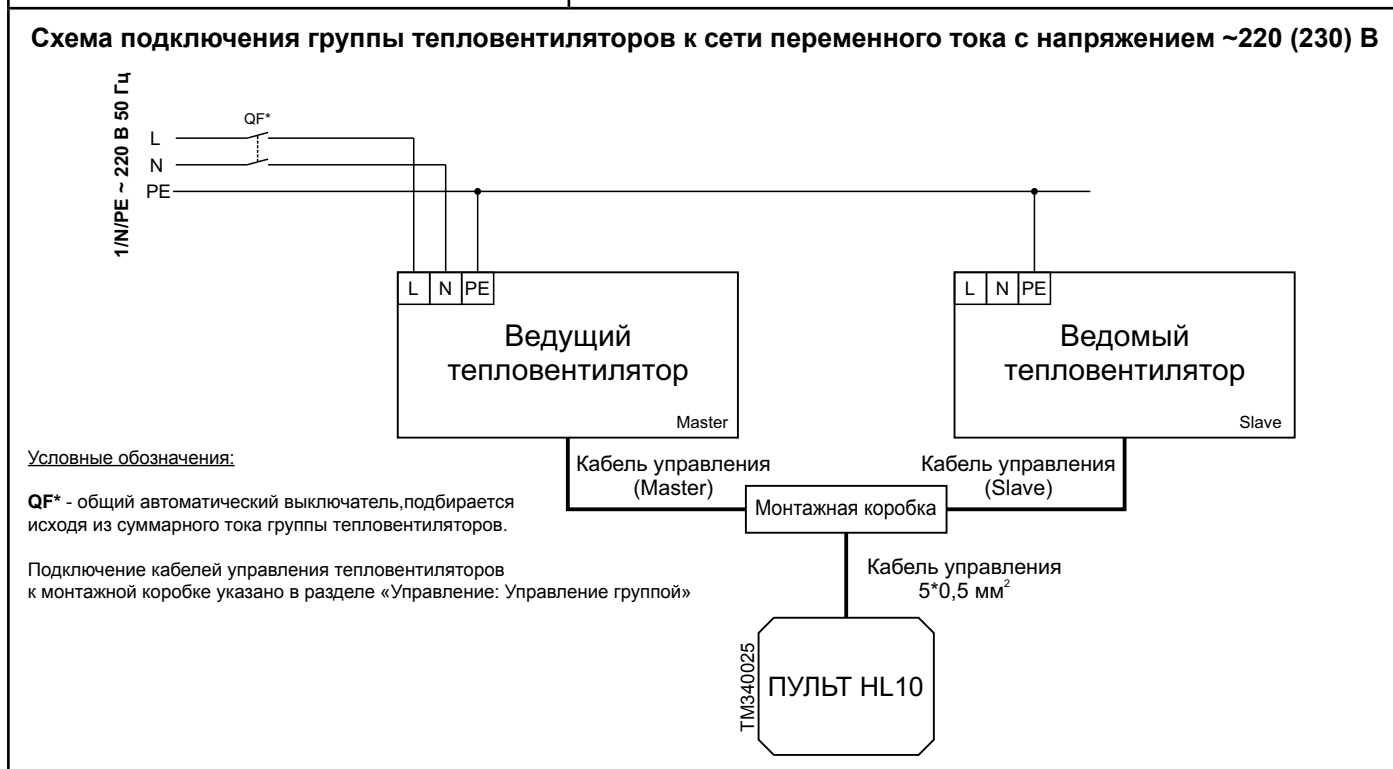 Схема подключения группы тепловентиляторов к сети переменного тока с напряжением ~220 (230) В
1/N/PE ~ 220 В 50 Гц
QF*
L
N
PE
L N PE
Ведущий
тепловентилятор
Master
L N PE
Ведомый
тепловентилятор
Slave
Условные обозначения:
QF* - общий автоматический выключатель,подбирается
исходя из суммарного тока группы тепловентиляторов.
Подключение кабелей управления тепловентиляторов
к монтажной коробке указано в разделе «Управление: Управление группой»
Кабель управления
(Master)
Кабель управления
(Slave)
Монтажная коробка
Кабель управления
5*0,5 мм²
TM340025
ПУЛЬТ HL10